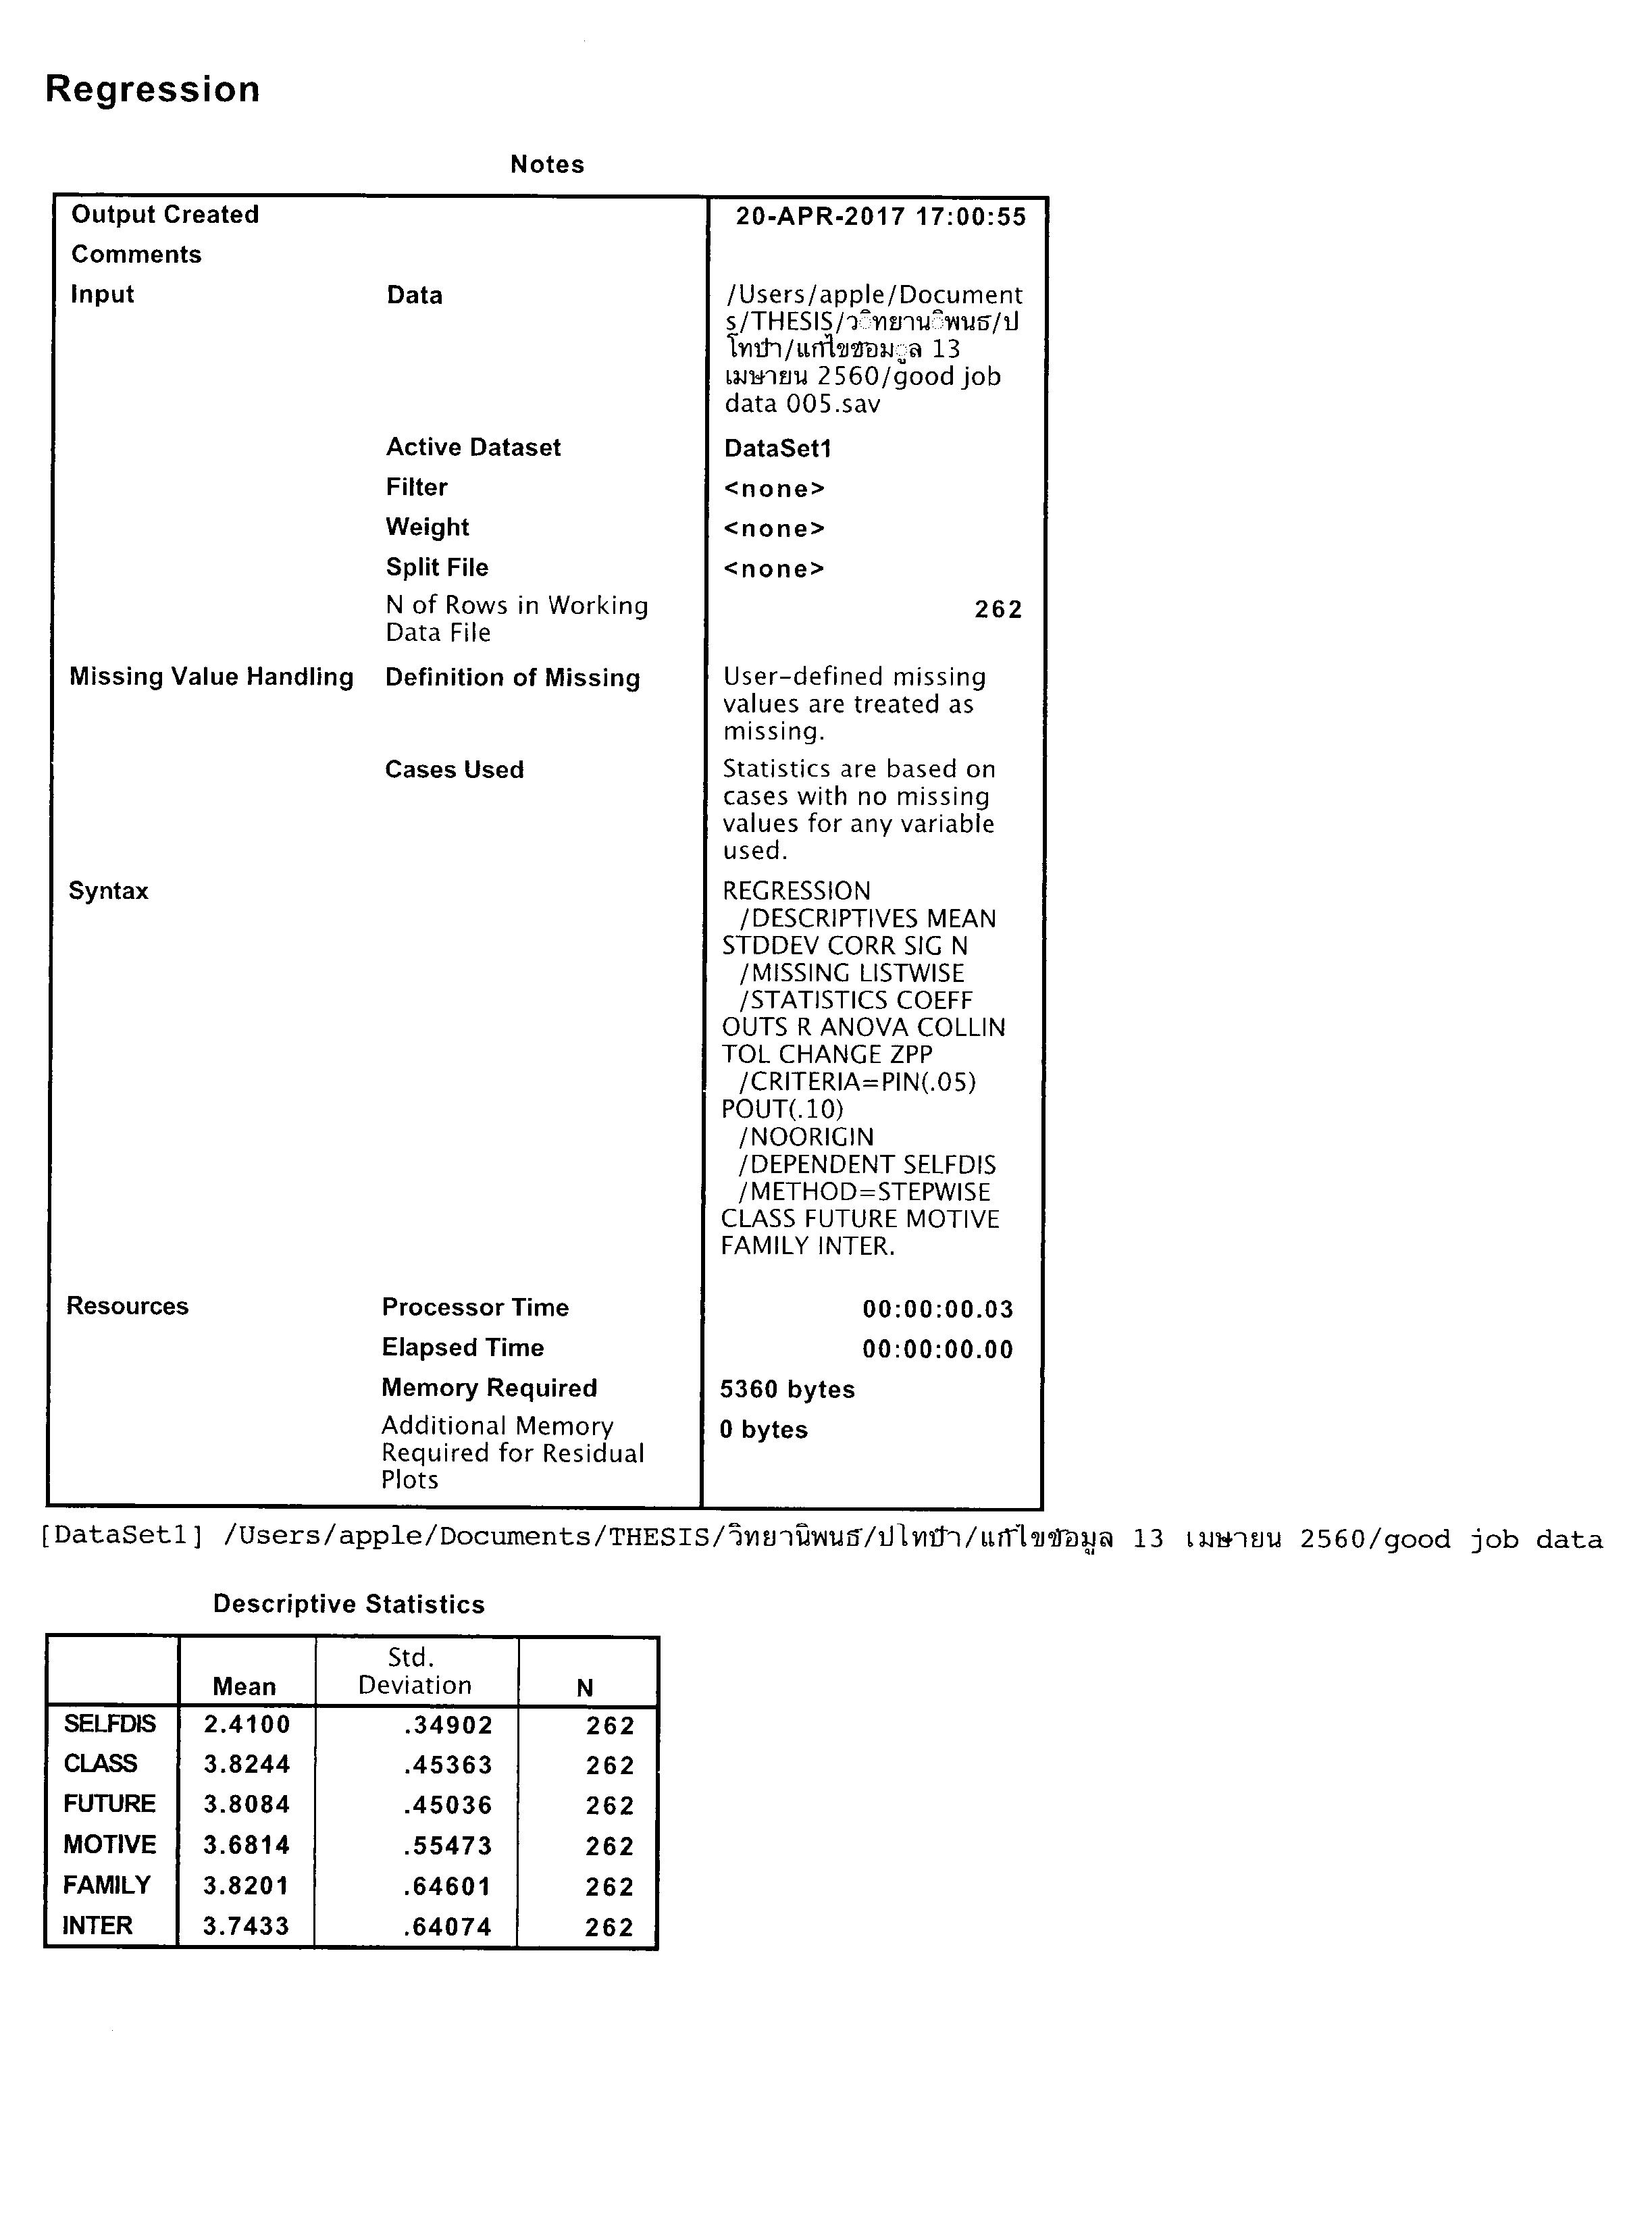 Regression
Notes
Output Created 20-APR-2017 17:00:55
Comments
Input Data /Users/apple/Document
s/THESIS/วิทยานิพนธ์/ป
โทป้า/แก้ไขข้อมูล 13
เมษายน 2560/good job
data 005.sav
Active Dataset DataSet1
Filter <none>
Weight <none>
Split File <none>
N of Rows in Working 262
Data File
Missing Value Handling Definition of Missing User-defined missing
values are treated as
missing.
Cases Used Statistics are based on
cases with no missing
values for any variable
used.
Syntax REGRESSION
/DESCRIPTIVES MEAN
STDDEV CORR SIG N
/MISSING LISTWISE
/STATISTICS COEFF
OUTS R ANOVA COLLIN
TOL CHANGE ZPP
/CRITERIA=PIN(.05)
POUT(.10)
/NOORIGIN
/DEPENDENT SELFDIS
/METHOD=STEPWISE
CLASS FUTURE MOTIVE
FAMILY INTER.
Resources Processor Time 00:00:00.03
Elapsed Time 00:00:00.00
Memory Required 5360 bytes
Additional Memory 0 bytes
Required for Residual
Plots
[DataSet1] /Users/apple/Documents/THESIS/วิทยานิพนธ์/ปโทป้า/แก้ไขข้อมูล 13 เมษายน 2560/good job data
Descriptive Statistics
Mean Std. Deviation N
SELFDIS 2.4100 .34902 262
CLASS 3.8244 .45363 262
FUTURE 3.8084 .45036 262
MOTIVE 3.6814 .55473 262
FAMILY 3.8201 .64601 262
INTER 3.7433 .64074 262